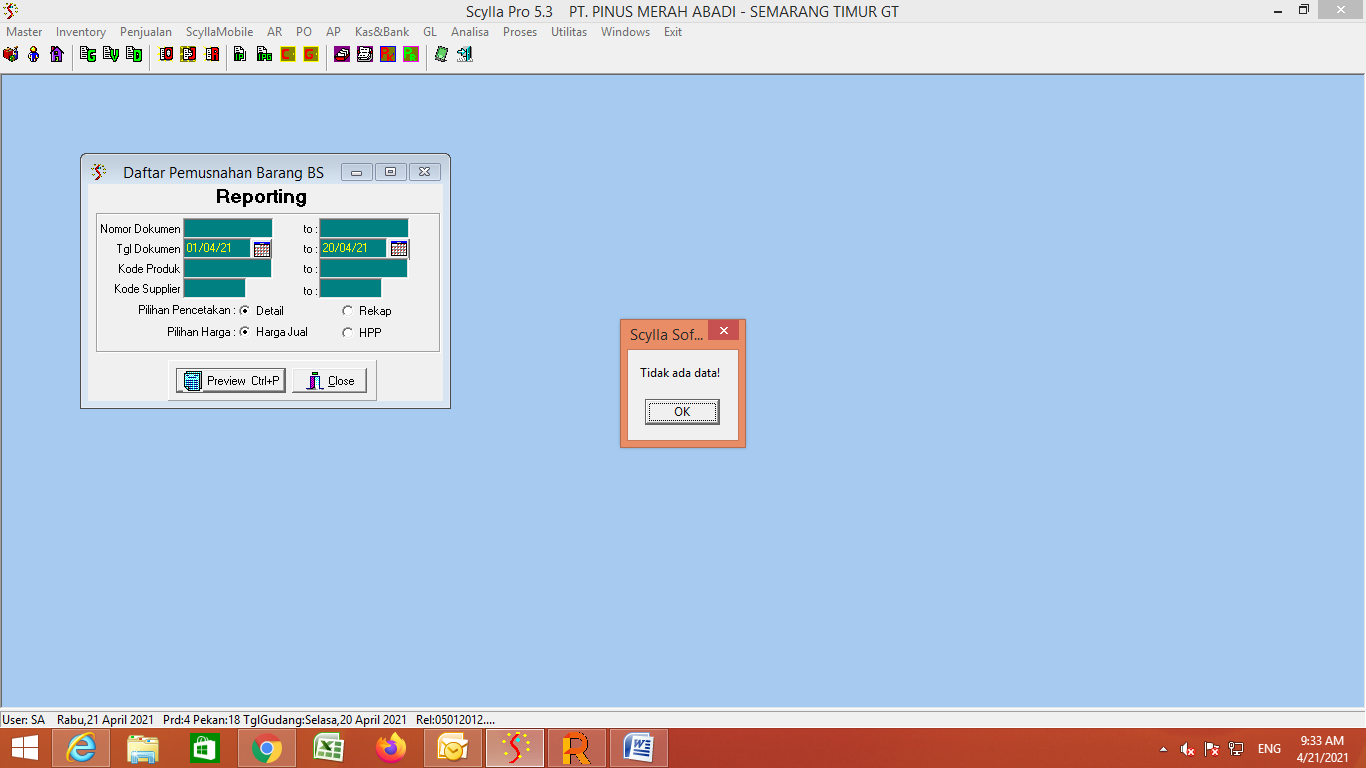 Scylla Pro 5.3 PT. PINUS MERAH ABADI - SEMARANG TIMUR GT
Master Inventory Penjualan ScyllaMobile AR PO AP Kas&Bank GL Analisa Proses Utilitas Windows Exit
Daftar Pemusnahan Barang BS
Reporting
Nomor Dokumen to :
Tgl Dokumen 01/04/21 to : 20/04/21
Kode Produk to :
Kode Supplier to :
Pilihan Pencetakan : Detail Rekap
Pilihan Harga : Harga Jual HPP
Preview Ctrl+P Close
Scylla Sof...
Tidak ada data!
OK
User: SA Rabu,21 April 2021 Prd:4 Pekan:18 TglGudang:Selasa,20 April 2021 Rel:05012012....
ENG
9:33 AM
4/21/2021